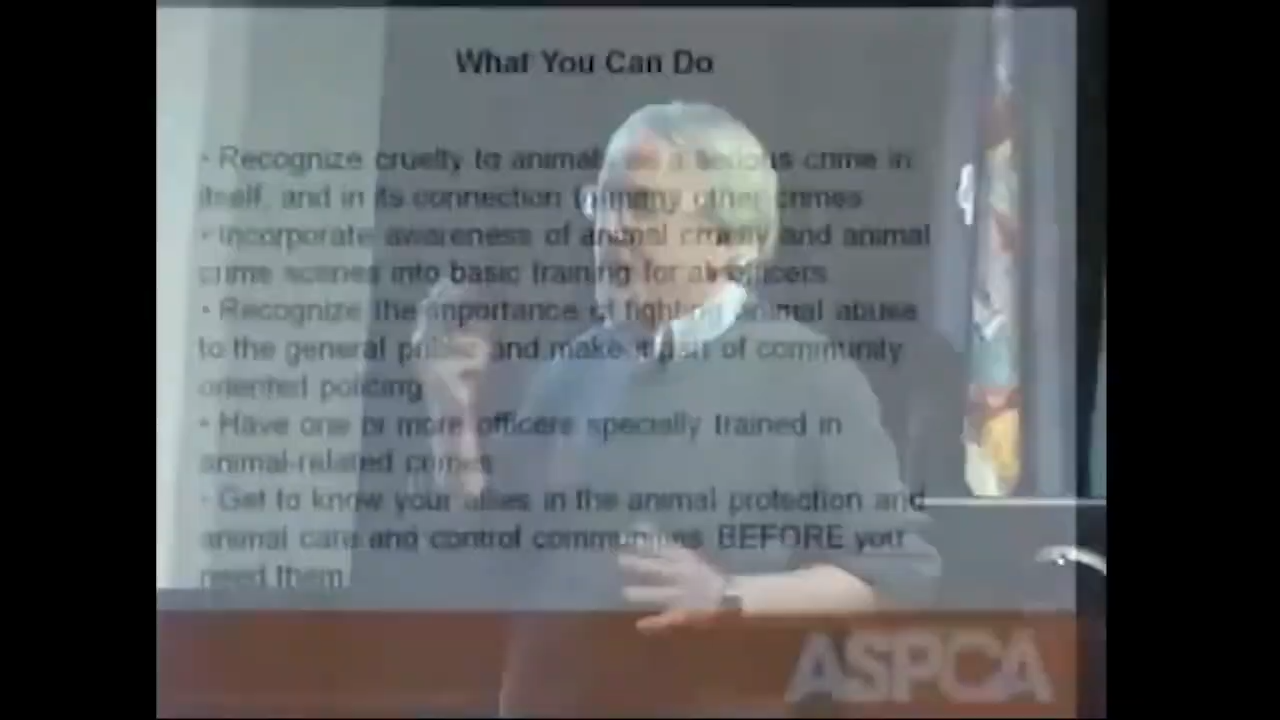 What You Can Do
· Recognize cruelty to animals as a serious crime in
itself, and in its connection to many other crimes
· Incorporate awareness of animal cruelty and animal
crime scenes into basic training for all officers
· Recognize the importance of fighting animal abuse
to the general public and make it part of community
oriented policing
· Have one or more officers specially trained in
animal-related crimes
· Get to know your allies in the animal protection and
animal care and control communities BEFORE you
need them.
ASPCA